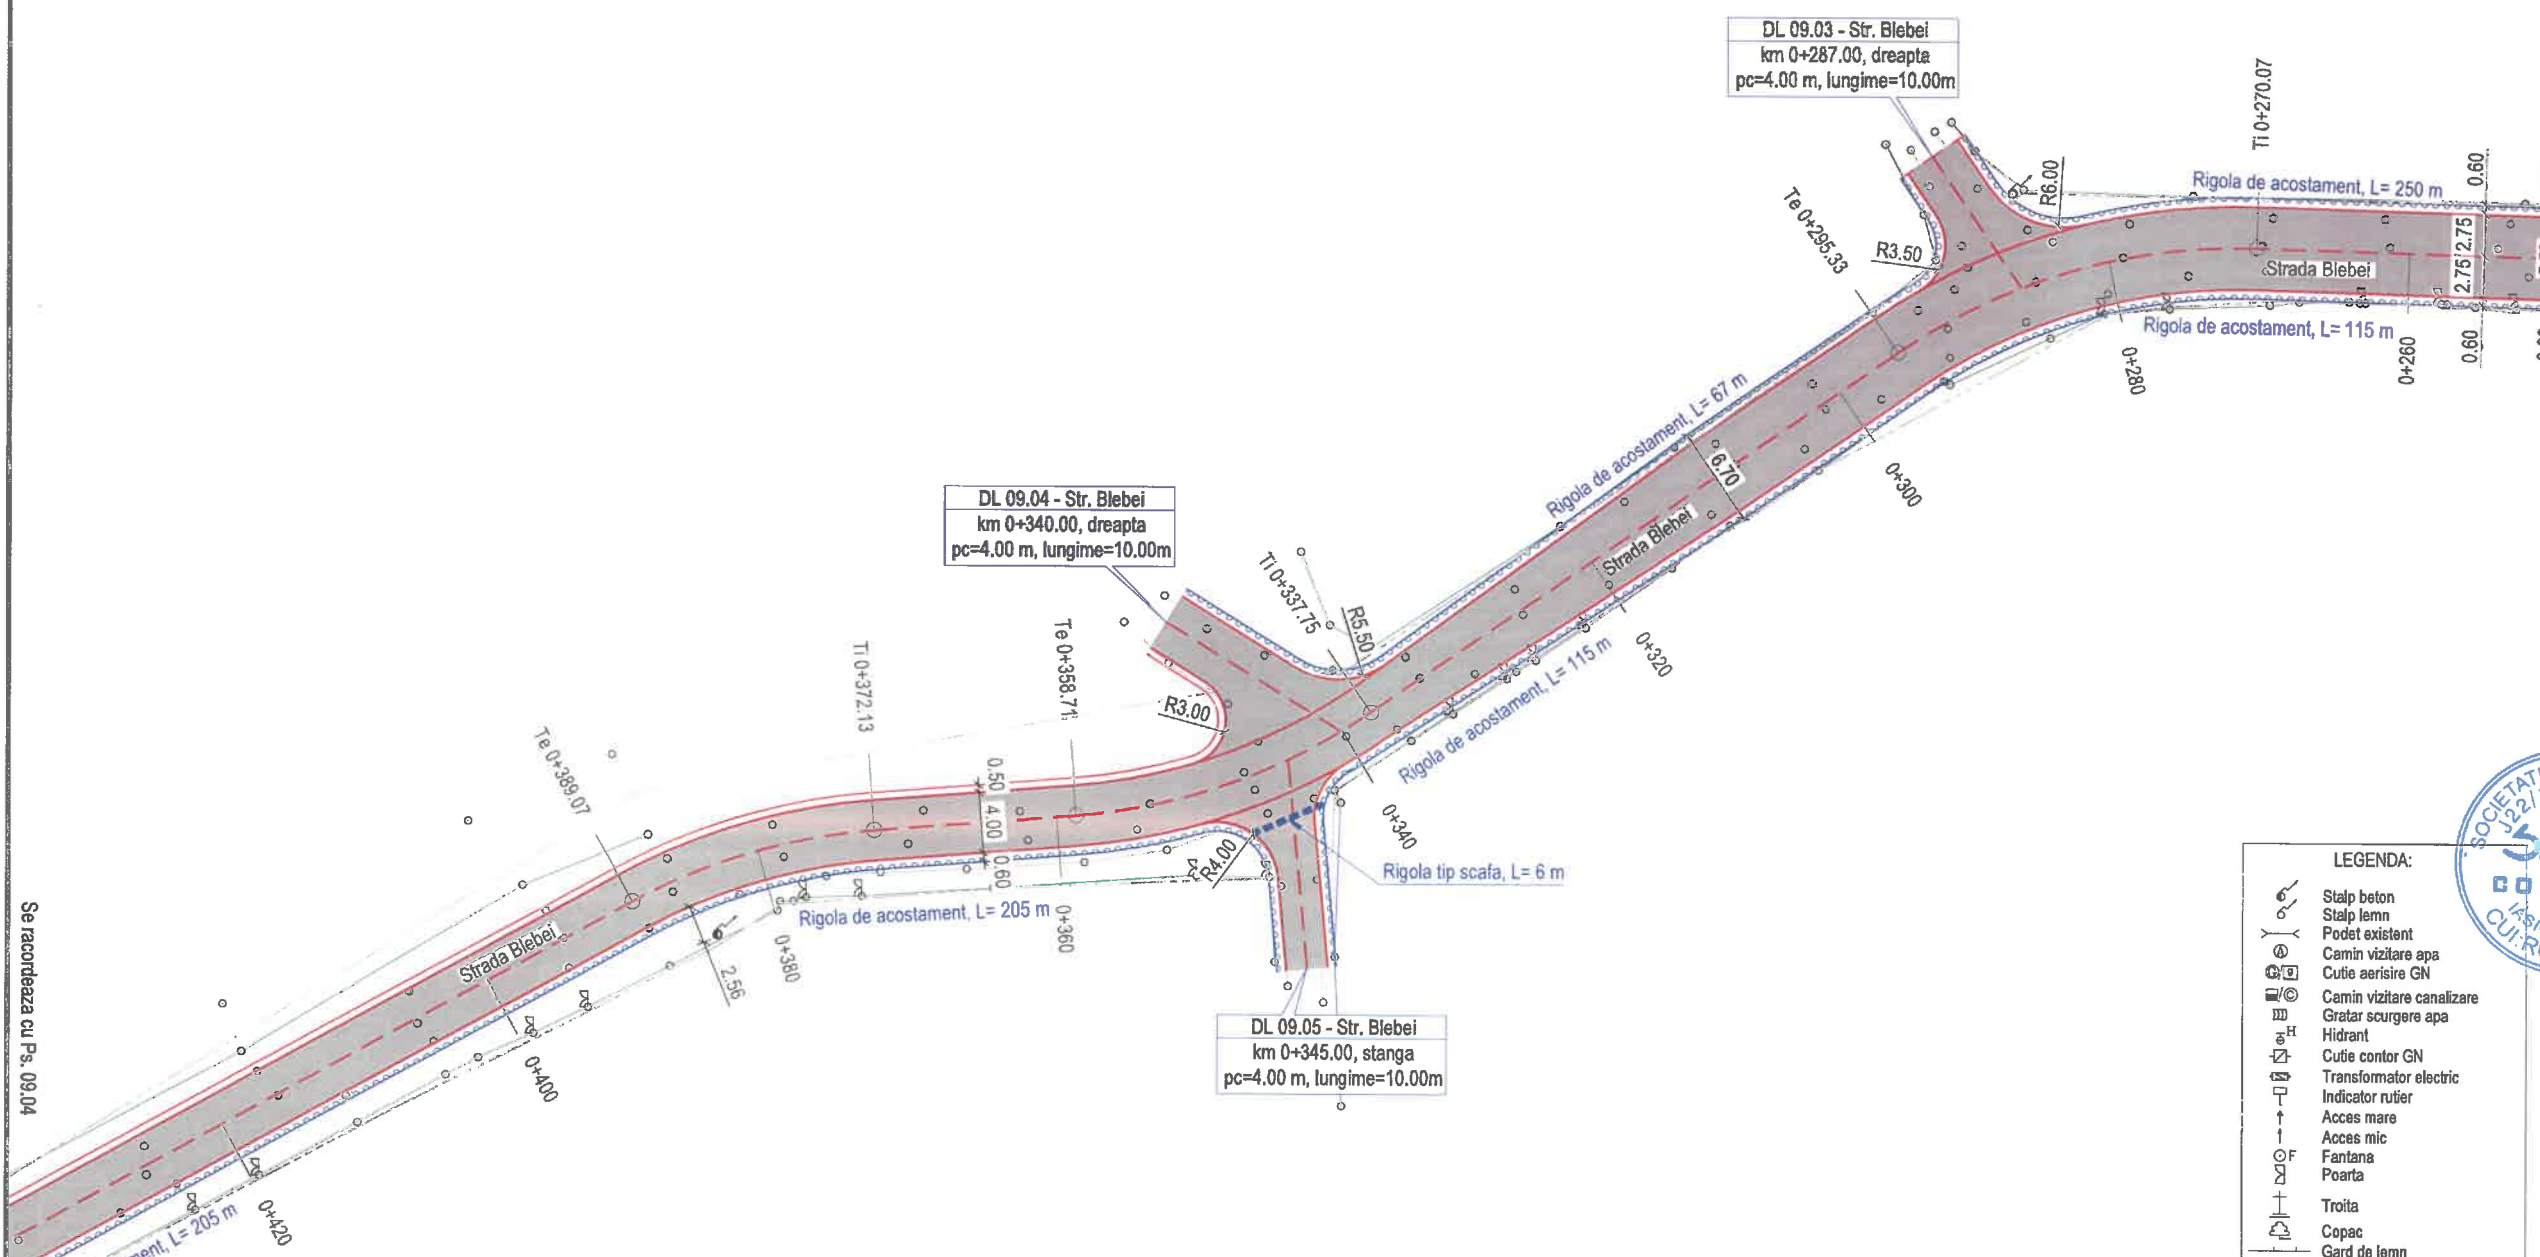 DL 09.03 - Str. Blebei
km 0+287.00, dreapta
pc=4.00 m, lungime=10.00m
Ti 0+270.07
0.60
R6.00
Rigola de acostament, L= 250 m
Te 0+295.33
R3.50
2.75
2.75
Strada Blebei
Rigola de acostament, L= 115 m
0.60
0+260
0+280
Rigola de acostament, L= 67 m
6.70
0+300
DL 09.04 - Str. Blebei
km 0+340.00, dreapta
pc=4.00 m, lungime=10.00m
Strada Blebei
Ti 0+337.75
R5.50
0+320
Te 0+358.71
Ti 0+372.13
R3.00
Rigola de acostament, L= 115 m
Te 0+389.07
0.50
4.00
0.60
0+340
R4.00
Rigola tip scafa, L= 6 m
Rigola de acostament, L= 205 m
0+360
0+380
2.56
Strada Blebei
Se racordeaza cu Ps. 09.04
DL 09.05 - Str. Blebei
km 0+345.00, stanga
pc=4.00 m, lungime=10.00m
0+400
0+420
ment, L= 205 m
SOCIETAT
J22/
CO
IASI
CUI:R
LEGENDA:
Stalp beton
Stalp lemn
Podet existent
A Camin vizitare apa
G/g Cutie aerisire GN
/C Camin vizitare canalizare
Gratar scurgere apa
H Hidrant
Cutie contor GN
Transformator electric
Indicator rutier
Acces mare
Acces mic
F Fantana
Poarta
Troita
Copac
Gard de lemn